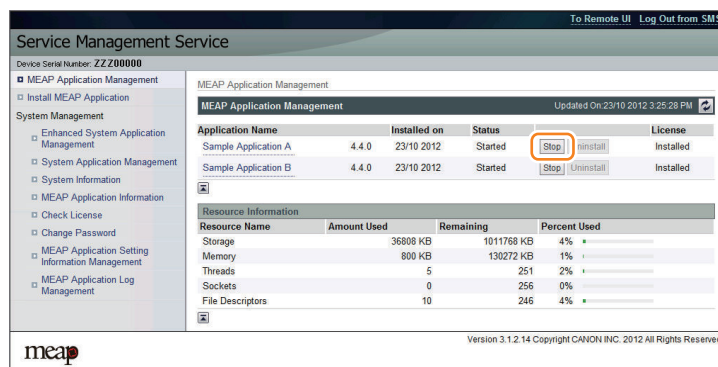 To Remote UI Log Out from SMS
Service Management Service
Device Serial Number: ZZZ00000
MEAP Application Management
Install MEAP Application
System Management
Enhanced System Application
Management
System Application Management
System Information
MEAP Application Information
Check License
Change Password
MEAP Application Setting
Information Management
MEAP Application Log
Management
MEAP Application Management
MEAP Application Management Updated On:23/10 2012 3:25:28 PM
Application Name Installed on Status License
Sample Application A 4.4.0 23/10 2012 Started Stop Uninstall Installed
Sample Application B 4.4.0 23/10 2012 Started Stop Uninstall Installed
Resource Information
Resource Name Amount Used Remaining Percent Used
Storage 36808 KB 1011768 KB 4%
Memory 800 KB 130272 KB 1%
Threads 5 251 2%
Sockets 0 256 0%
File Descriptors 10 246 4%
Version 3.1.2.14 Copyright CANON INC. 2012 All Rights Reserved
meap